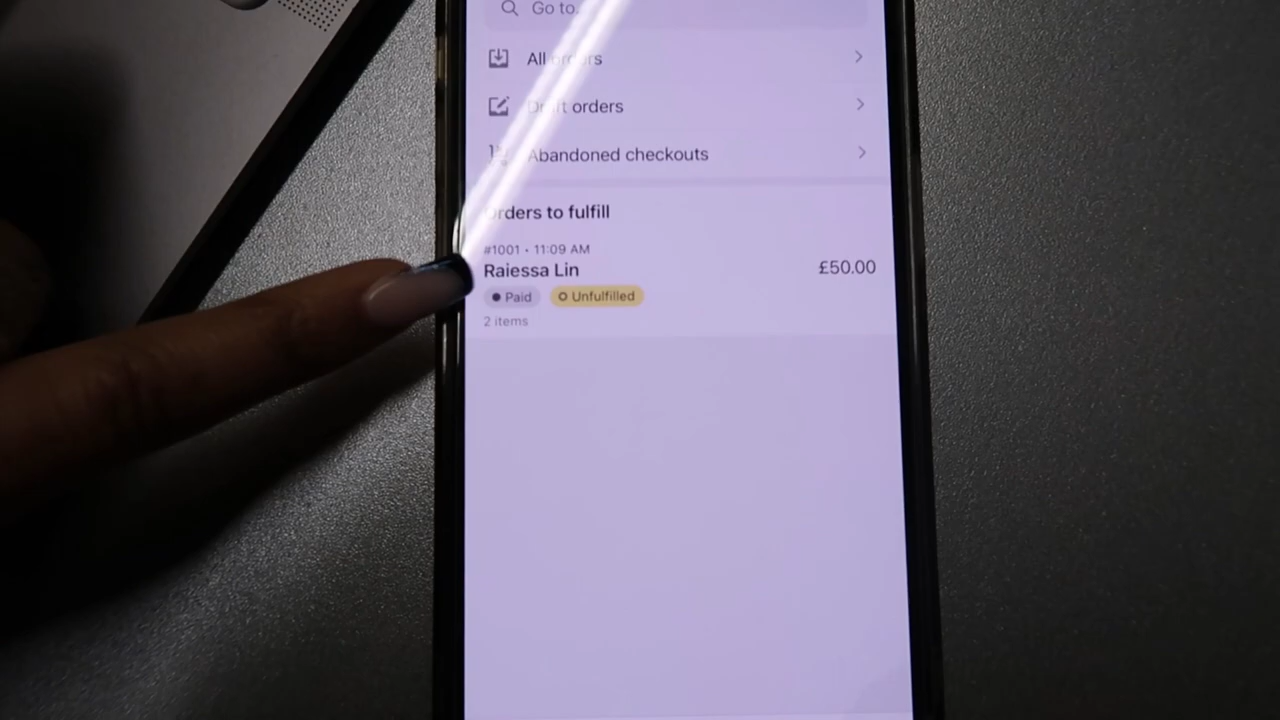 Go to.
All orders
Draft orders
Abandoned checkouts
Orders to fulfill
#1001 • 11:09 AM
Raiessa Lin
£50.00
Paid
Unfulfilled
2 items